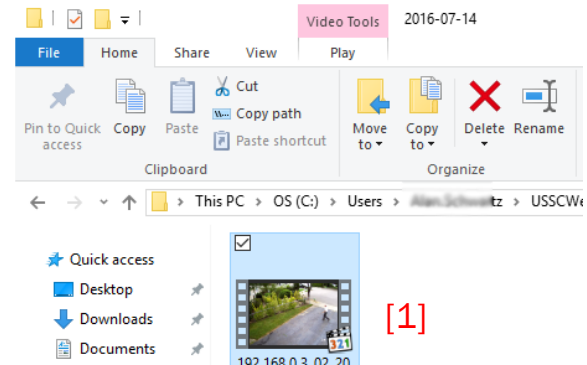 Video Tools 2016-07-14
File Home Share View Play
Cut
Copy path
Paste shortcut
Pin to Quick access Copy Paste Move to Copy to Delete Rename
Clipboard Organize
This PC > OS (C:) > Users > tz > USSCWe
Quick access
Desktop
Downloads
Documents
[1]
321
192.168.0.3_02_20